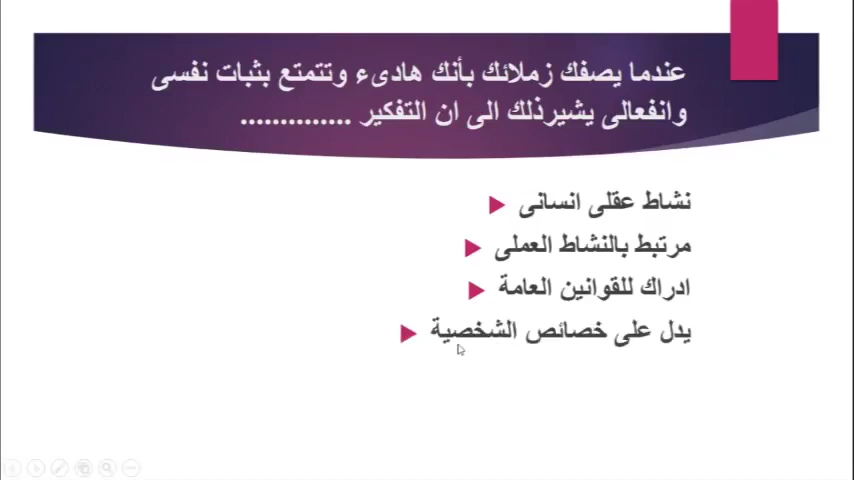 عندما يصفك زملائك بأنك هادىء وتتمتع بثبات نفسى
وانفعالى يشيرذلك الى ان التفكير ..............
نشاط عقلى انسانى
مرتبط بالنشاط العملى
ادراك للقوانين العامة
يدل على خصائص الشخصية